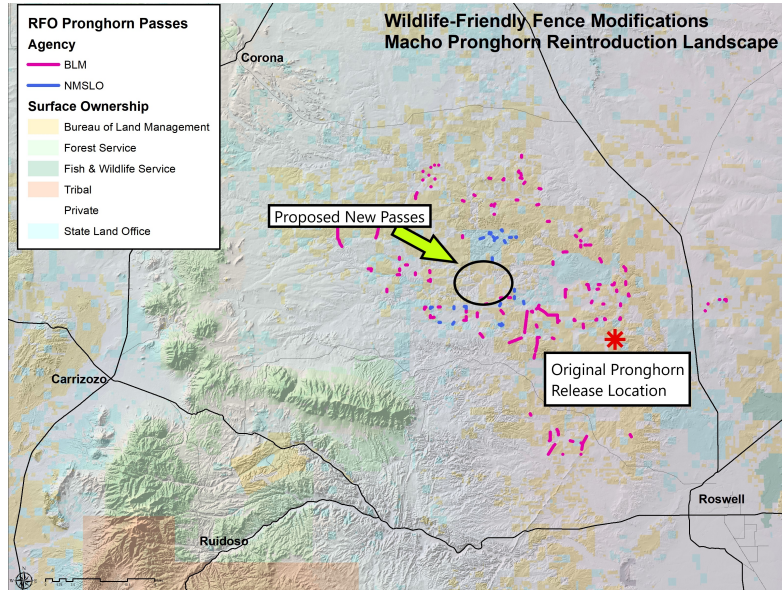 Wildlife-Friendly Fence Modifications
Macho Pronghorn Reintroduction Landscape
RFO Pronghorn Passes
Agency
BLM
NMSLO
Surface Ownership
Bureau of Land Management
Forest Service
Fish & Wildlife Service
Tribal
Private
State Land Office
Corona
Proposed New Passes
Original Pronghorn
Release Location
Carrizozo
Roswell
Ruidoso